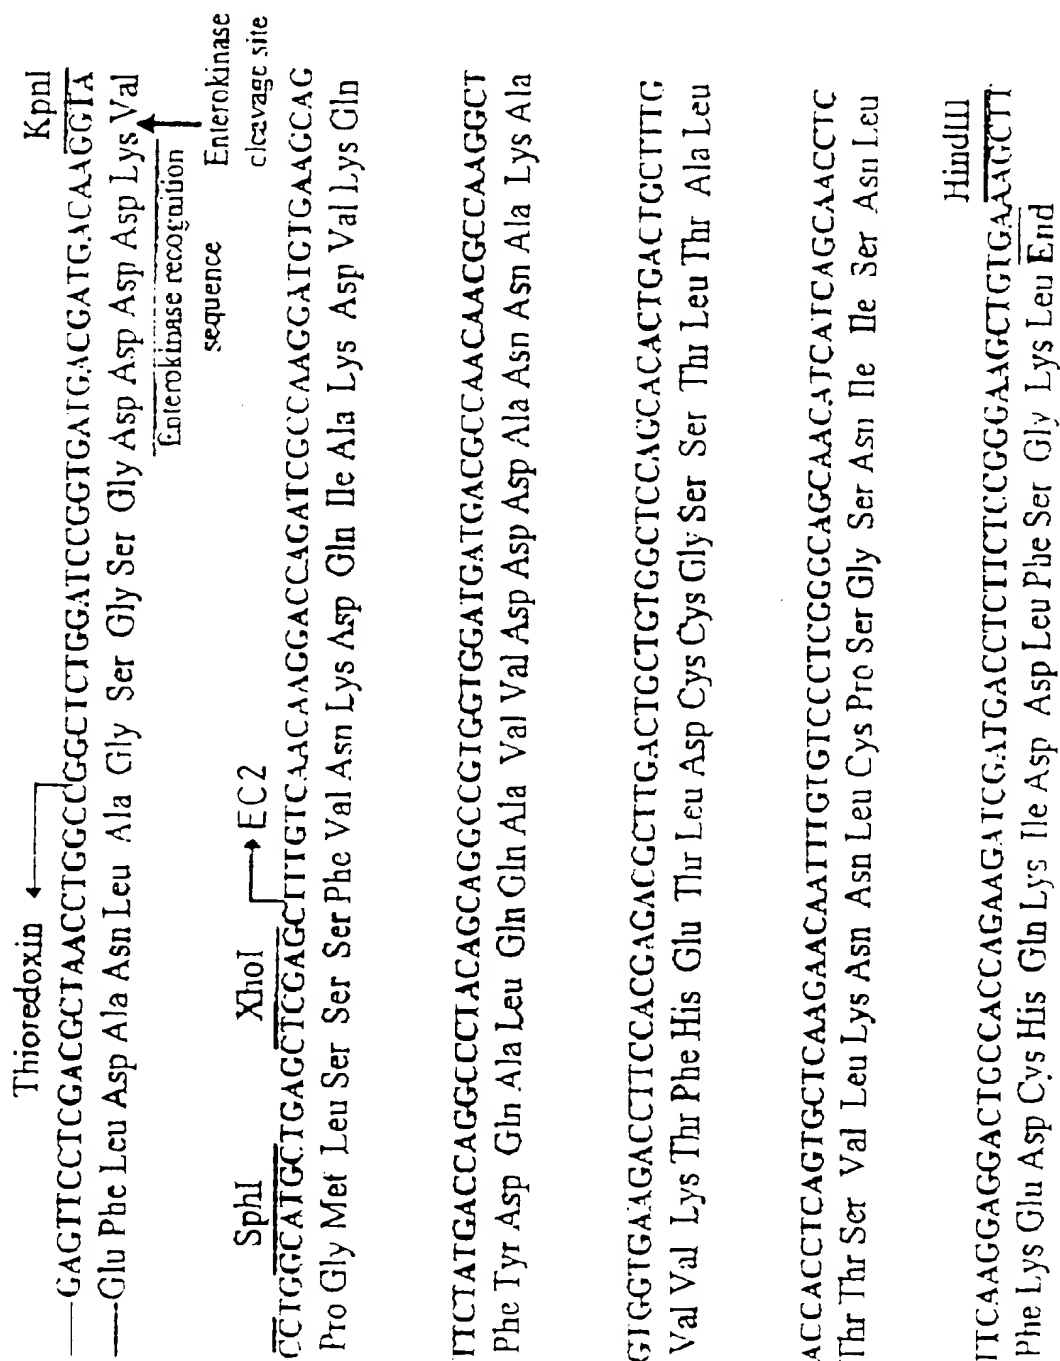 Thioredoxin KpnI
GAGTTCCTCGACGCTAACCTGGCCGGCTCTGGATCCGGTGATGACGATGACAAGGTA
Glu Phe Leu Asp Ala Asn Leu Ala Gly Ser Gly Ser Gly Asp Asp Asp Asp Lys Val
Enterokinase recognition
sequence
Enterokinase
cleavage site
SphI XhoI EC2
CCTGGCATGCTGAGCTCGAGCTTTGTCAACAAGGACCAGATCGCCAAGGATGTGAAGCAG
Pro Gly Met Leu Ser Ser Ser Phe Val Asn Lys Asp Gln Ile Ala Lys Asp Val Lys Gln
TTCTATGACCAGGCCCTACAGCAGGCCGTGGTGGATGATGACGCCAACAACGCCAAGGCT
Phe Tyr Asp Gln Ala Leu Gln Gln Ala Val Val Asp Asp Asp Ala Asn Asn Ala Lys Ala
GTGGTGAAGACCTTCCACGAGACGCTTGACTGCTGTGGCTCCAGCACACTGACTGCTTTG
Val Val Lys Thr Phe His Glu Thr Leu Asp Cys Cys Gly Ser Ser Thr Leu Thr Ala Leu
ACCACCTCAGTGCTCAAGAACAATTTGTGTCCCTCGGGCAGCAACATCATCAGCAACCTC
Thr Thr Ser Val Leu Lys Asn Asn Leu Cys Pro Ser Gly Ser Asn Ile Ile Ser Asn Leu
HindIII
TTCAAGGAGGACTGCCACCAGAAGATCGATGACCTCTTCTCCGGGAAGCTGTGAAAGCTT
Phe Lys Glu Asp Cys His Gln Lys Ile Asp Asp Leu Phe Ser Gly Lys Leu End